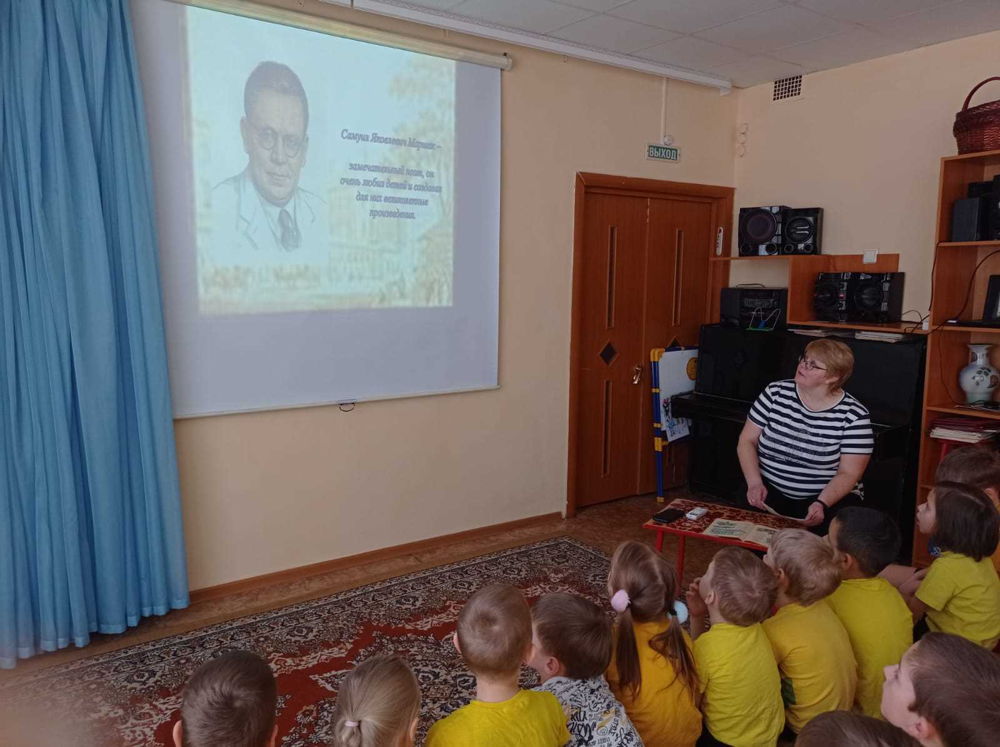 Самуил Яковлевич Маршак –
замечательный поэт, он
очень любил детей и создавал
для них великолепные
произведения.
ВЫХОД